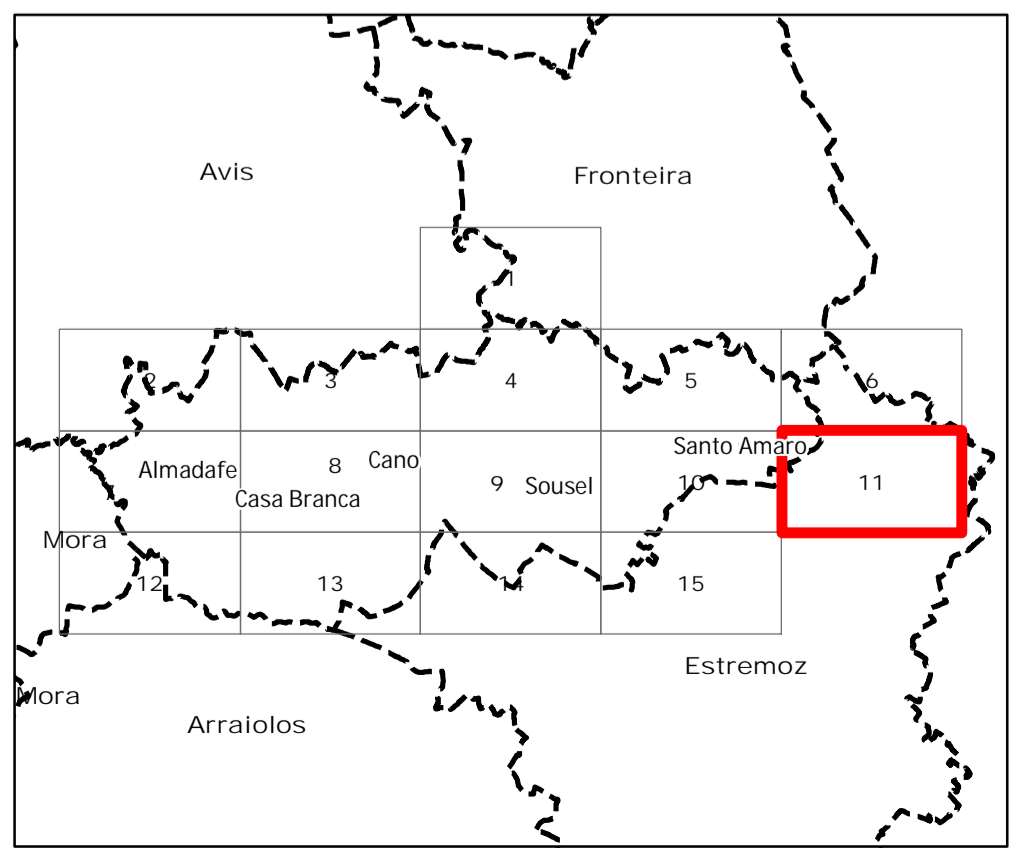 Avis
Fronteira
1
2
3
4
5
6
Santo Amaro
Almadafe
8
Cano
9
Sousel
10
11
Casa Branca
Mora
12
13
14
15
Estremoz
Mora
Arraiolos